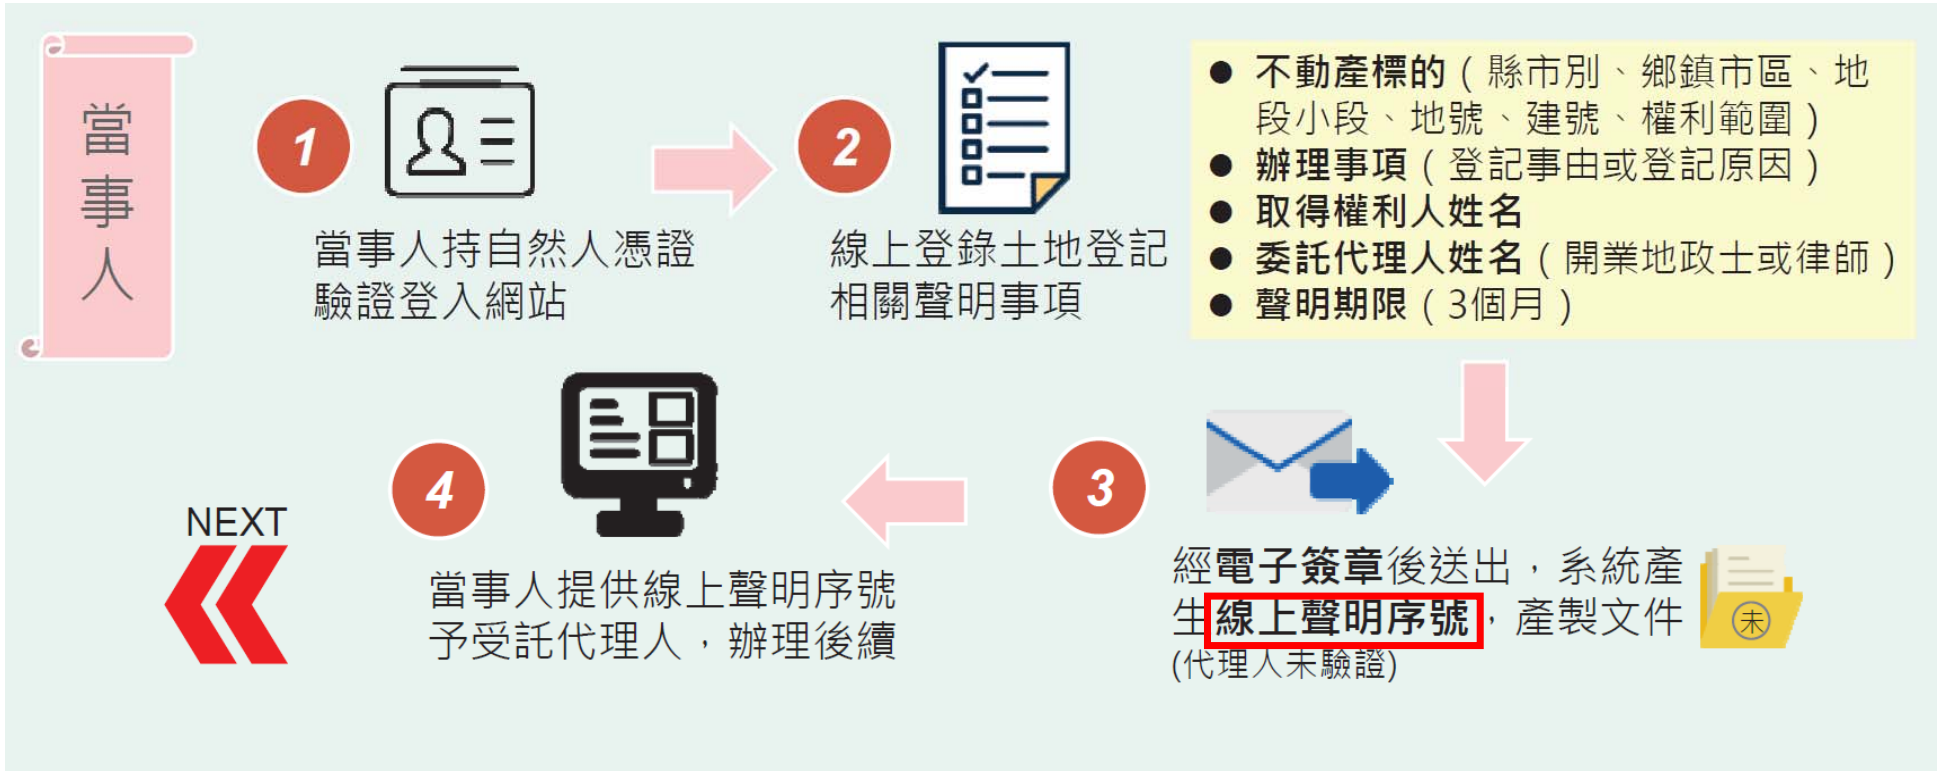 當事人
1
當事人持自然人憑證
驗證登入網站
2
線上登錄土地登記
相關聲明事項
● 不動產標的（縣市別、鄉鎮市區、地
段小段、地號、建號、權利範圍）
● 辦理事項（登記事由或登記原因）
● 取得權利人姓名
● 委託代理人姓名（開業地政士或律師）
● 聲明期限（3個月）
3
經電子簽章後送出，系統產
生線上聲明序號，產製文件
(代理人未驗證)
未
4
當事人提供線上聲明序號
予受託代理人，辦理後續
NEXT